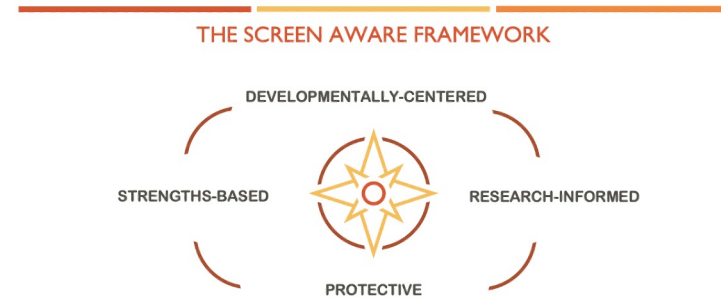 THE SCREEN AWARE FRAMEWORK
DEVELOPMENTALLY-CENTERED
STRENGTHS-BASED
RESEARCH-INFORMED
PROTECTIVE